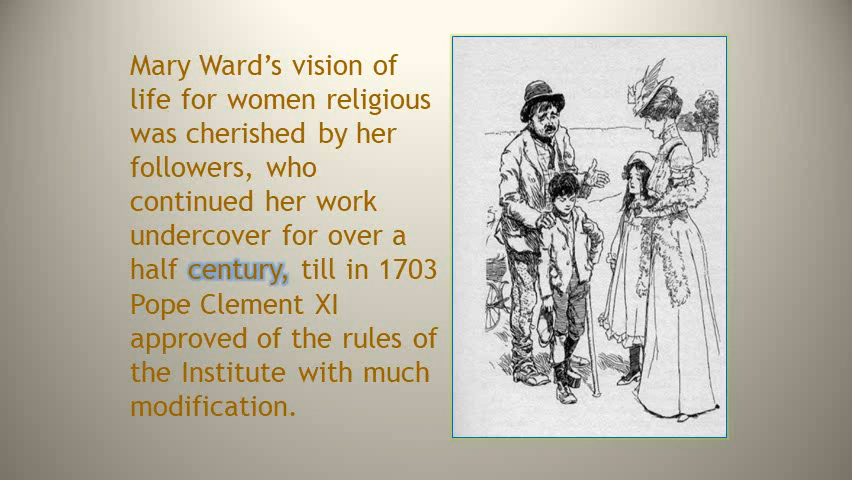 Mary Ward’s vision of
life for women religious
was cherished by her
followers, who
continued her work
undercover for over a
half century, till in 1703
Pope Clement XI
approved of the rules of
the Institute with much
modification.